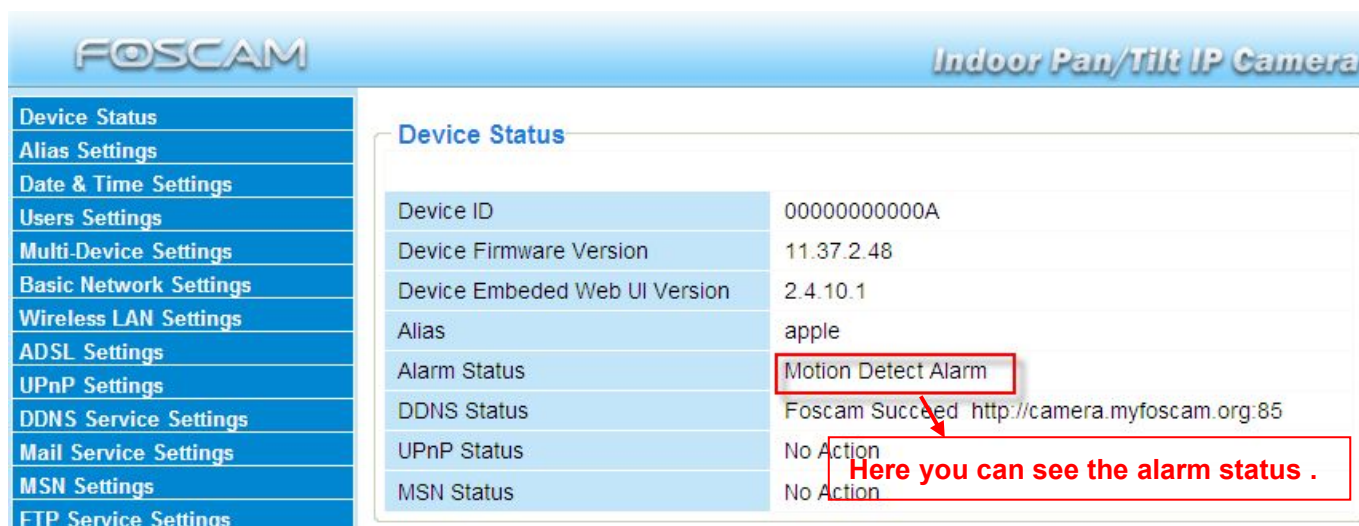 FOSCAM
Indoor Pan/Tilt IP Camera
Device Status
Alias Settings
Date & Time Settings
Users Settings
Multi-Device Settings
Basic Network Settings
Wireless LAN Settings
ADSL Settings
UPnP Settings
DDNS Service Settings
Mail Service Settings
MSN Settings
FTP Service Settings
Device Status
Device ID 00000000000A
Device Firmware Version 11.37.2.48
Device Embeded Web UI Version 2.4.10.1
Alias apple
Alarm Status Motion Detect Alarm
DDNS Status Foscam Succeed http://camera.myfoscam.org:85
UPnP Status No Action
MSN Status No Action
Here you can see the alarm status .